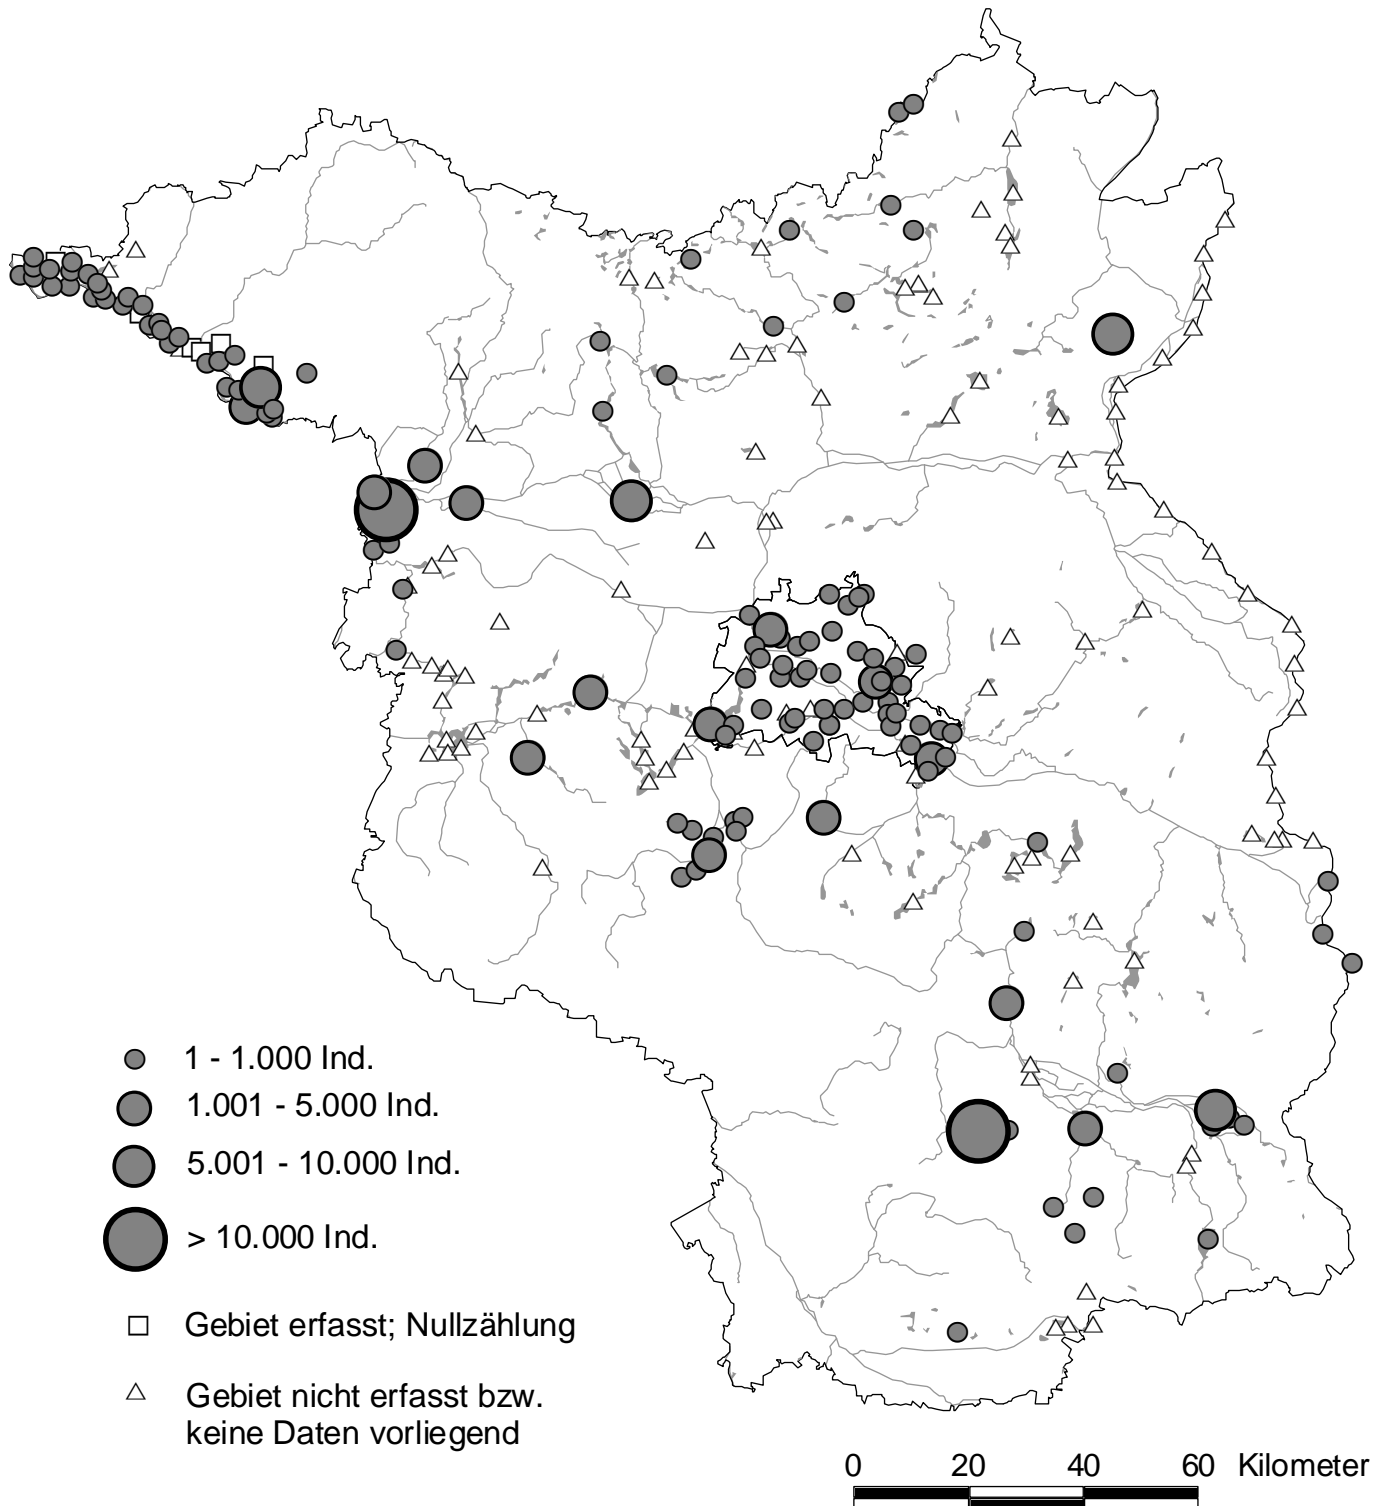 1 - 1.000 Ind.
1.001 - 5.000 Ind.
5.001 - 10.000 Ind.
> 10.000 Ind.
Gebiet erfasst; Nullzählung
Gebiet nicht erfasst bzw.
keine Daten vorliegend
0 20 40 60 Kilometer